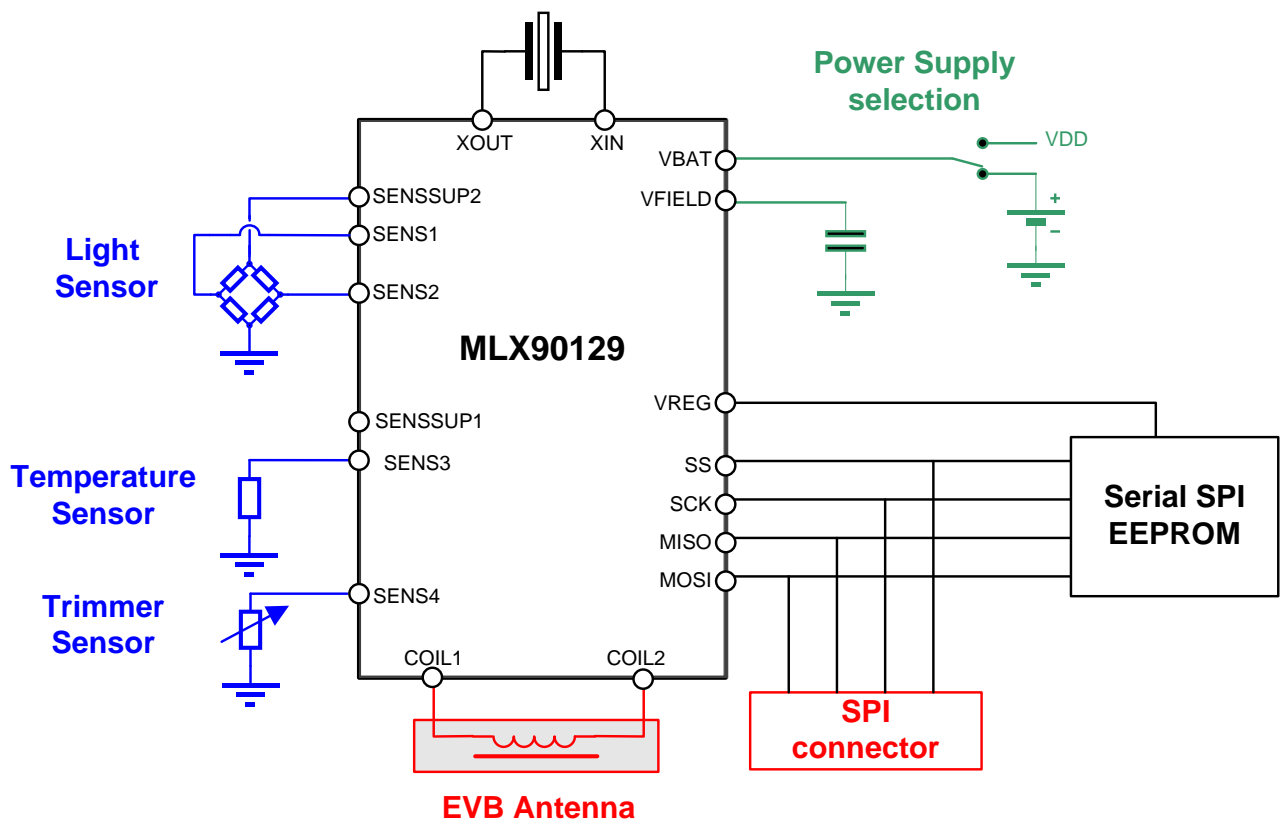 Power Supply
selection
VDD
XOUT
XIN
VBAT
VFIELD
+
–
SENSSUP2
SENS1
SENS2
Light
Sensor
MLX90129
VREG
SENSSUP1
SENS3
SS
SCK
MISO
MOSI
Serial SPI
EEPROM
Temperature
Sensor
SENS4
Trimmer
Sensor
COIL1
COIL2
SPI
connector
EVB Antenna